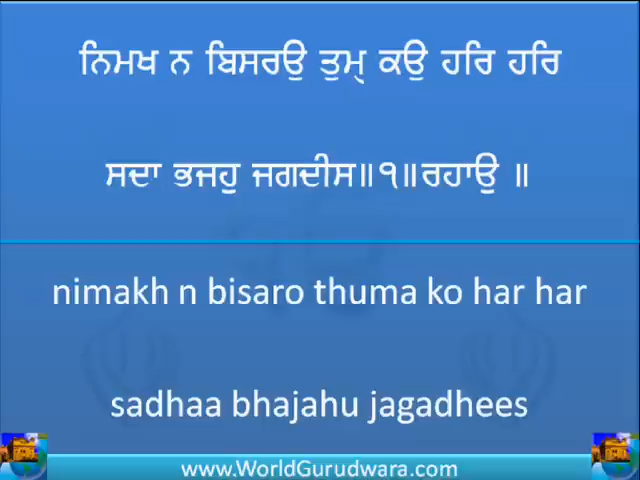 ਨਿਮਖ ਨ ਬਿਸਰਉ ਤੁਮ੍ ਕਉ ਹਰਿ ਹਰਿ
ਸਦਾ ਭਜਹੁ ਜਗਦੀਸ॥੧॥ਰਹਾਉ ॥
nimakh n bisaro thuma ko har har
sadhaa bhajahu jagadhees
www.WorldGurudwara.com